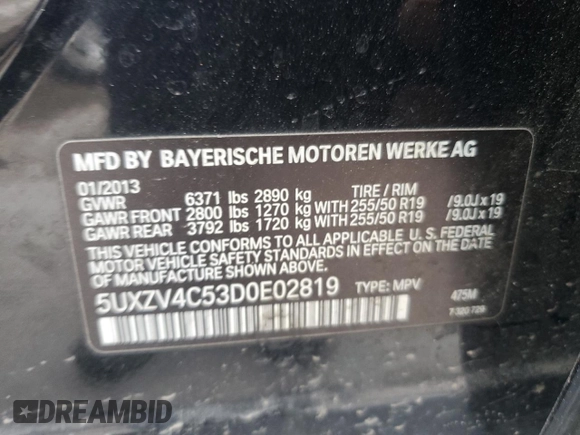 MFD BY BAYERISCHE MOTOREN WERKE AG
01/2013
GVWR 6371 lbs 2890 kg TIRE / RIM
GAWR FRONT 2800 lbs 1270 kg WITH 255/50 R19 /9.0J x 19
GAWR REAR 3792 lbs 1720 kg WITH 255/50 R19 /9.0J x 19
THIS VEHICLE CONFORMS TO ALL APPLICABLE U. S. FEDERAL
MOTOR VEHICLE SAFETY STANDARDS IN EFFECT ON THE DATE
OF MANUFACTURE SHOWN ABOVE.
5UXZV4C53D0E02819 TYPE: MPV
475M
DREAMBID